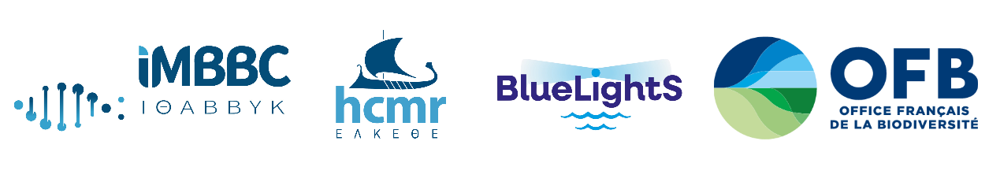 iMBBC
ΙΘΑΒΒΥΚ
hcmr
ΕΛΚΕΘΕ
BlueLightS
OFB
OFFICE FRANÇAIS
DE LA BIODIVERSITÉ